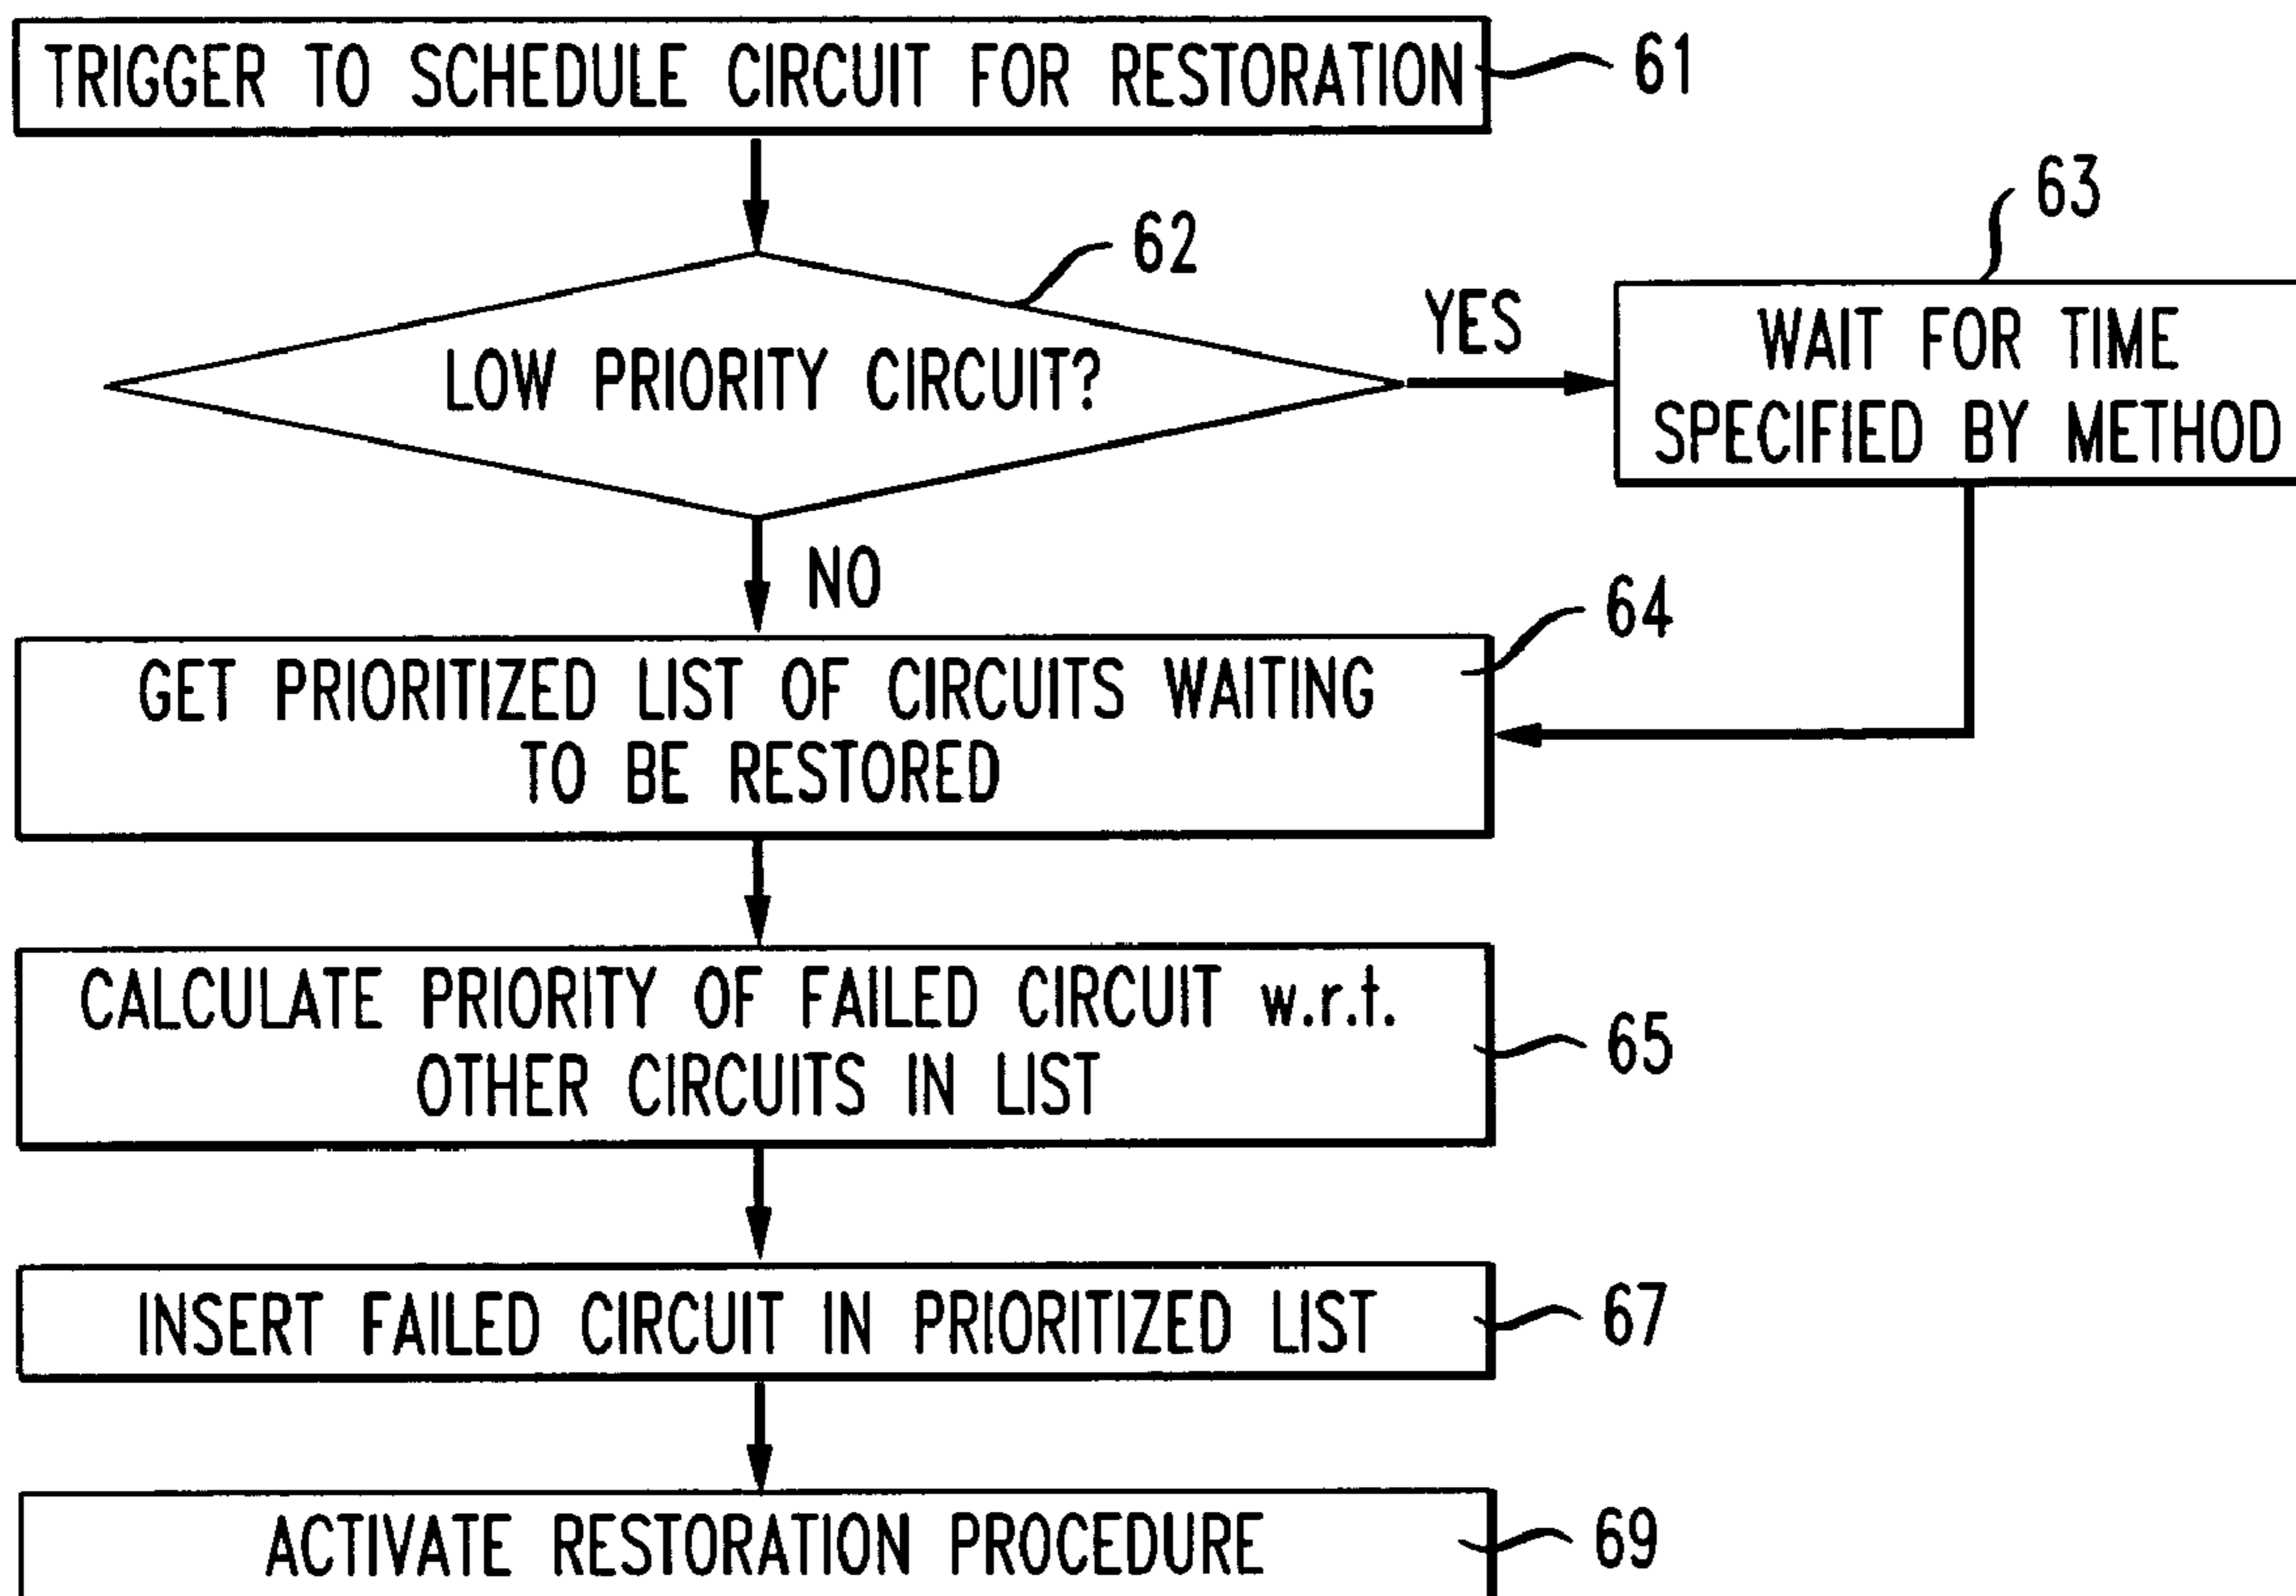 TRIGGER TO SCHEDULE CIRCUIT FOR RESTORATION
61
62
LOW PRIORITY CIRCUIT?
YES
63
WAIT FOR TIME
SPECIFIED BY METHOD
NO
64
GET PRIORITIZED LIST OF CIRCUITS WAITING
TO BE RESTORED
CALCULATE PRIORITY OF FAILED CIRCUIT w.r.t.
OTHER CIRCUITS IN LIST
65
INSERT FAILED CIRCUIT IN PRIORITIZED LIST
67
ACTIVATE RESTORATION PROCEDURE
69